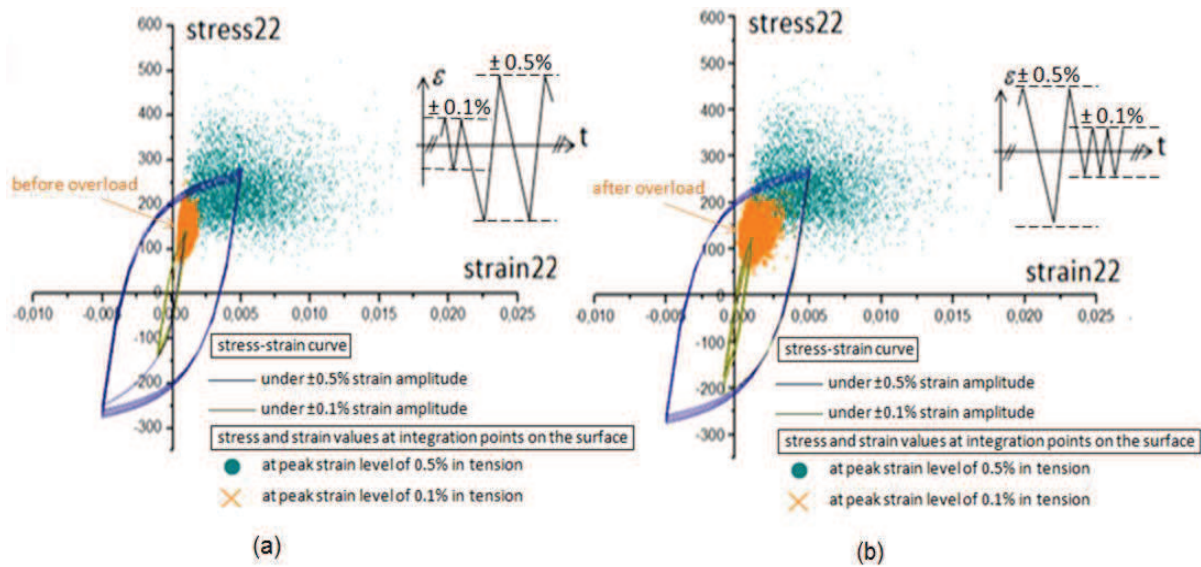 stress22
600
500
400
300
200
100
0
-100
-200
-300
-0,010
-0,005
0,000
0,005
0,010
0,015
0,020
0,025
strain22
before overload
ε
± 0.1%
± 0.5%
t
stress-strain curve
under ±0.5% strain amplitude
under ±0.1% strain amplitude
stress and strain values at integration points on the surface
at peak strain level of 0.5% in tension
at peak strain level of 0.1% in tension
(a)
stress22
600
500
400
300
200
100
0
-100
-200
-300
-0,010
-0,005
0,000
0,005
0,010
0,015
0,020
0,025
strain22
after overload
ε
± 0.5%
± 0.1%
t
stress-strain curve
under ±0.5% strain amplitude
under ±0.1% strain amplitude
stress and strain values at integration points on the surface
at peak strain level of 0.5% in tension
at peak strain level of 0.1% in tension
(b)